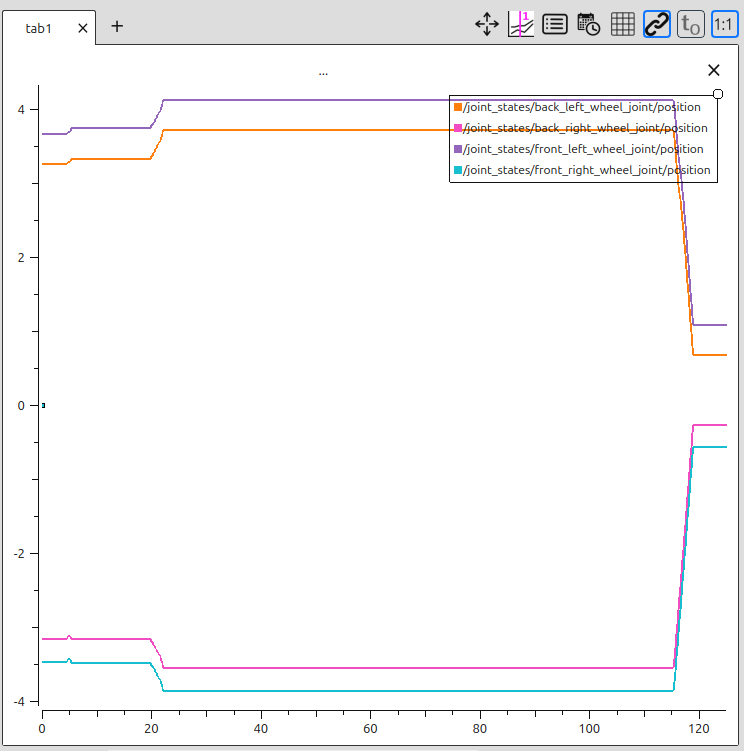 tab1
1
t0
1:1
...
/joint_states/back_left_wheel_joint/position
/joint_states/back_right_wheel_joint/position
/joint_states/front_left_wheel_joint/position
/joint_states/front_right_wheel_joint/position
4
2
0
-2
-4
0 20 40 60 80 100 120